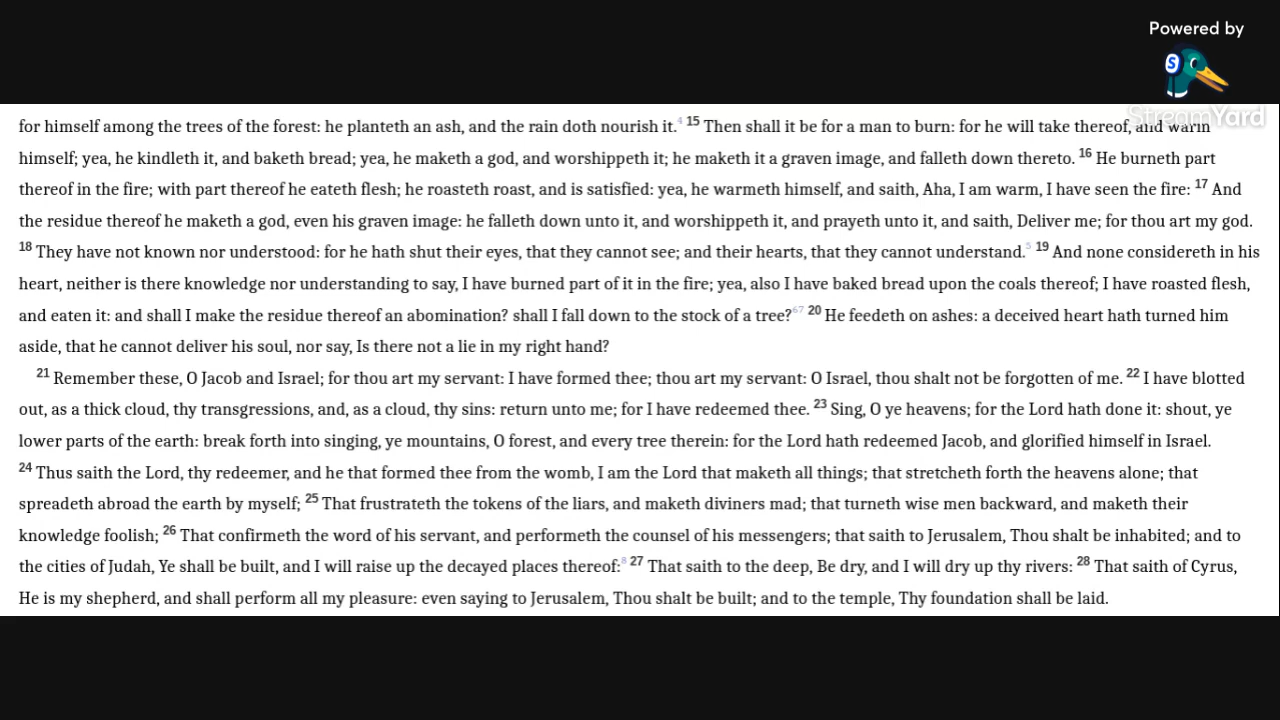 Powered by
StreamYard
for himself among the trees of the forest: he planteth an ash, and the rain doth nourish it.⁴ 15 Then shall it be for a man to burn: for he will take thereof, and warm
himself; yea, he kindleth it, and baketh bread; yea, he maketh a god, and worshippeth it; he maketh it a graven image, and falleth down thereto. 16 He burneth part
thereof in the fire; with part thereof he eateth flesh; he roasteth roast, and is satisfied: yea, he warmeth himself, and saith, Aha, I am warm, I have seen the fire: 17 And
the residue thereof he maketh a god, even his graven image: he falleth down unto it, and worshippeth it, and prayeth unto it, and saith, Deliver me; for thou art my god.
18 They have not known nor understood: for he hath shut their eyes, that they cannot see; and their hearts, that they cannot understand.⁵ 19 And none considereth in his
heart, neither is there knowledge nor understanding to say, I have burned part of it in the fire; yea, also I have baked bread upon the coals thereof; I have roasted flesh,
and eaten it: and shall I make the residue thereof an abomination? shall I fall down to the stock of a tree?⁶⁷ 20 He feedeth on ashes: a deceived heart hath turned him
aside, that he cannot deliver his soul, nor say, Is there not a lie in my right hand?
21 Remember these, O Jacob and Israel; for thou art my servant: I have formed thee; thou art my servant: O Israel, thou shalt not be forgotten of me. 22 I have blotted
out, as a thick cloud, thy transgressions, and, as a cloud, thy sins: return unto me; for I have redeemed thee. 23 Sing, O ye heavens; for the Lord hath done it: shout, ye
lower parts of the earth: break forth into singing, ye mountains, O forest, and every tree therein: for the Lord hath redeemed Jacob, and glorified himself in Israel.
24 Thus saith the Lord, thy redeemer, and he that formed thee from the womb, I am the Lord that maketh all things; that stretcheth forth the heavens alone; that
spreadeth abroad the earth by myself; 25 That frustrateth the tokens of the liars, and maketh diviners mad; that turneth wise men backward, and maketh their
knowledge foolish; 26 That confirmeth the word of his servant, and performeth the counsel of his messengers; that saith to Jerusalem, Thou shalt be inhabited; and to
the cities of Judah, Ye shall be built, and I will raise up the decayed places thereof:⁸ 27 That saith to the deep, Be dry, and I will dry up thy rivers: 28 That saith of Cyrus,
He is my shepherd, and shall perform all my pleasure: even saying to Jerusalem, Thou shalt be built; and to the temple, Thy foundation shall be laid.